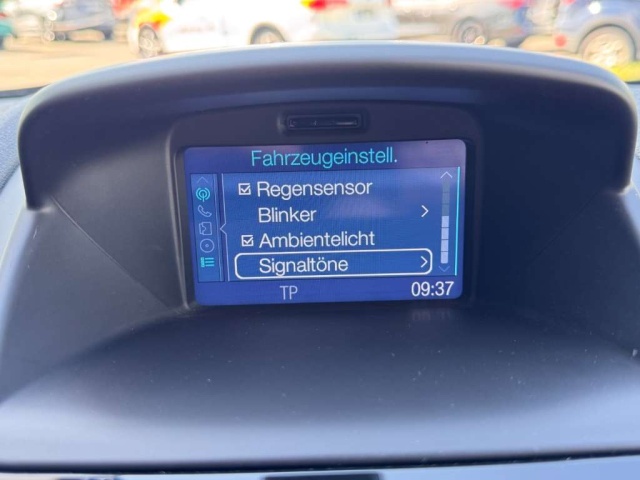 Fahrzeugeinstell.
Regensensor
Blinker
Ambientelicht
Signaltöne
TP 09:37